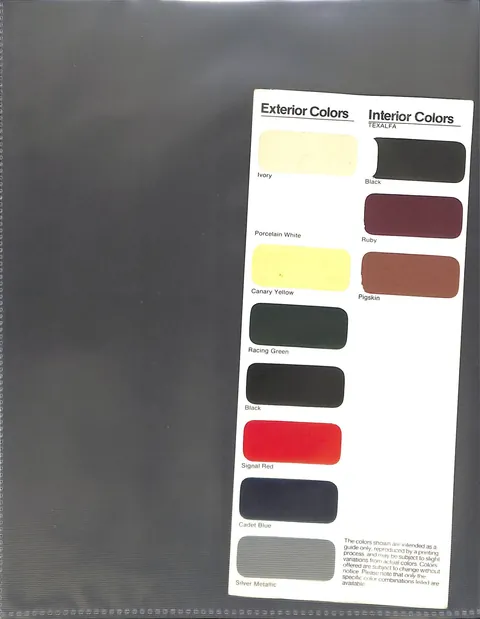 Exterior Colors
Ivory
Porcelain White
Canary Yellow
Racing Green
Black
Signal Red
Cadet Blue
Silver Metallic
Interior Colors
TEXALFA
Black
Ruby
Pigskin
The colors shown are intended as a
guide only, reproduced by a printing
process, and may be subject to slight
variations from actual colors. Colors
offered are subject to change without
notice. Please note that only the
specific color combinations listed are
available.